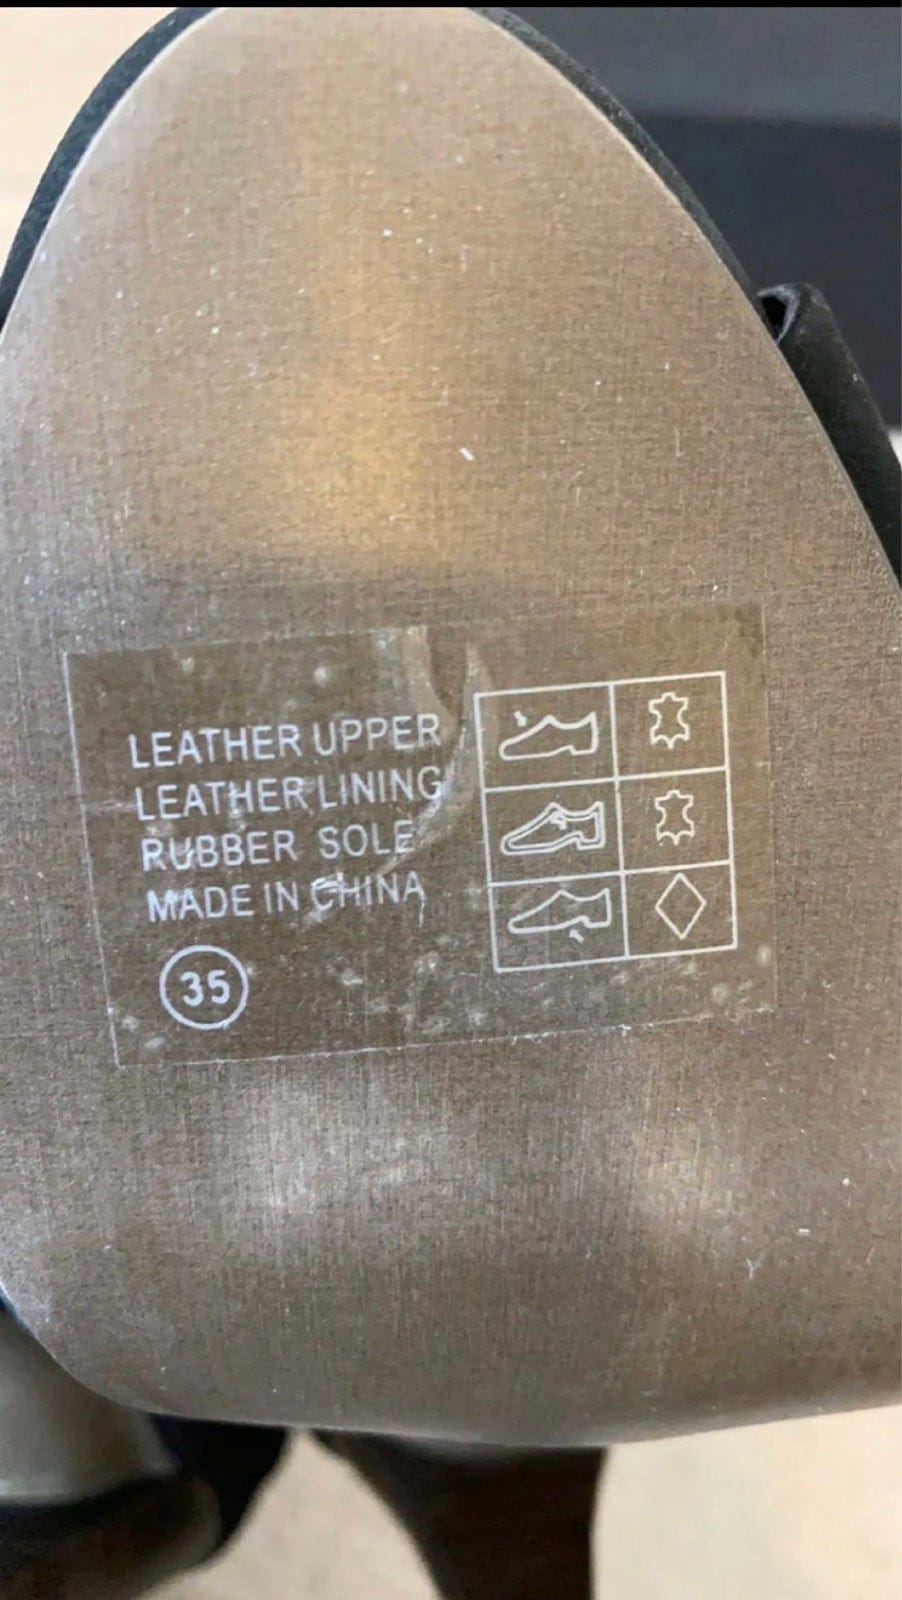 LEATHER UPPER
LEATHER LINING
RUBBER SOLE
MADE IN CHINA
35